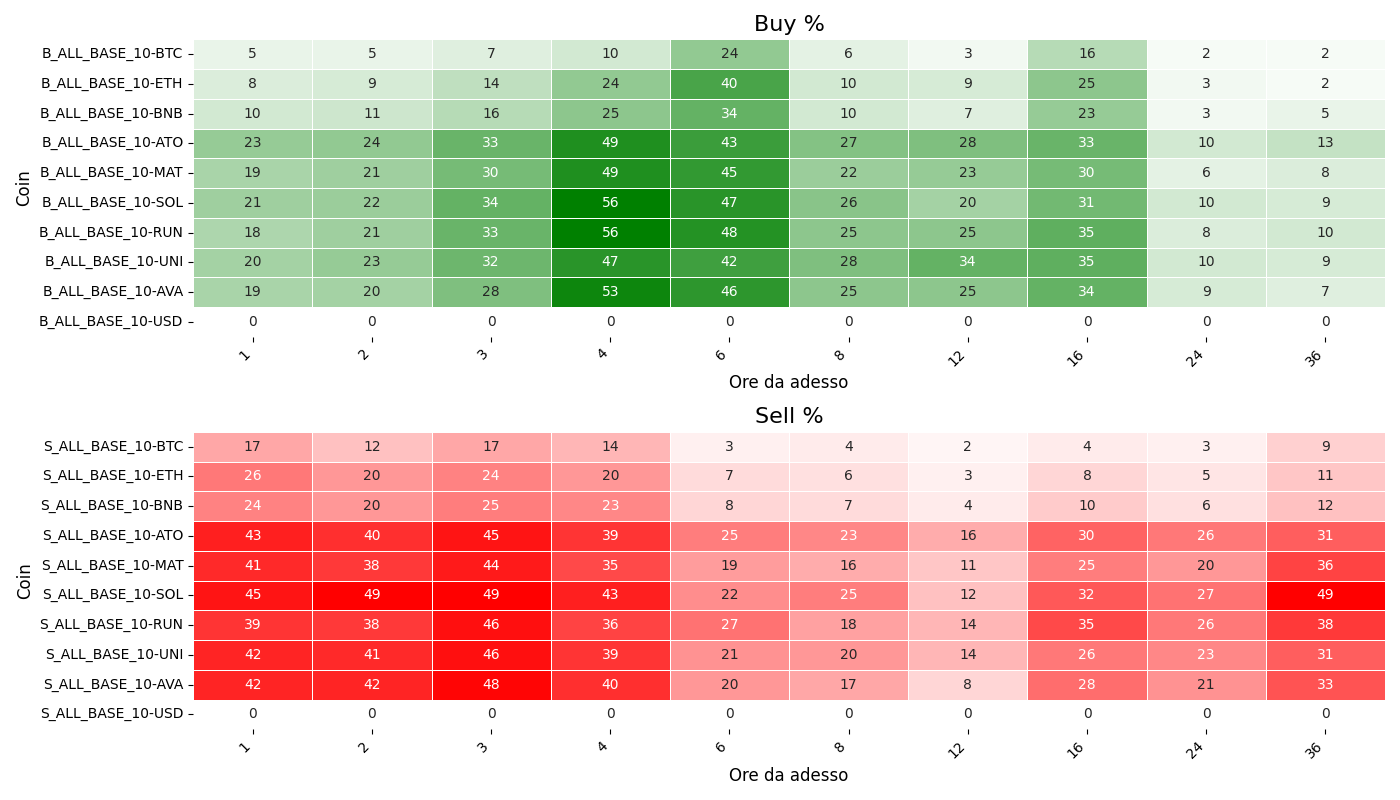 Buy %
Coin
B_ALL_BASE_10-BTC 5 5 7 10 24 6 3 16 2 2
B_ALL_BASE_10-ETH 8 9 14 24 40 10 9 25 3 2
B_ALL_BASE_10-BNB 10 11 16 25 34 10 7 23 3 5
B_ALL_BASE_10-ATO 23 24 33 49 43 27 28 33 10 13
B_ALL_BASE_10-MAT 19 21 30 49 45 22 23 30 6 8
B_ALL_BASE_10-SOL 21 22 34 56 47 26 20 31 10 9
B_ALL_BASE_10-RUN 18 21 33 56 48 25 25 35 8 10
B_ALL_BASE_10-UNI 20 23 32 47 42 28 34 35 10 9
B_ALL_BASE_10-AVA 19 20 28 53 46 25 25 34 9 7
B_ALL_BASE_10-USD 0 0 0 0 0 0 0 0 0 0
1 2 3 4 6 8 12 16 24 36
Ore da adesso
Sell %
Coin
S_ALL_BASE_10-BTC 17 12 17 14 3 4 2 4 3 9
S_ALL_BASE_10-ETH 26 20 24 20 7 6 3 8 5 11
S_ALL_BASE_10-BNB 24 20 25 23 8 7 4 10 6 12
S_ALL_BASE_10-ATO 43 40 45 39 25 23 16 30 26 31
S_ALL_BASE_10-MAT 41 38 44 35 19 16 11 25 20 36
S_ALL_BASE_10-SOL 45 49 49 43 22 25 12 32 27 49
S_ALL_BASE_10-RUN 39 38 46 36 27 18 14 35 26 38
S_ALL_BASE_10-UNI 42 41 46 39 21 20 14 26 23 31
S_ALL_BASE_10-AVA 42 42 48 40 20 17 8 28 21 33
S_ALL_BASE_10-USD 0 0 0 0 0 0 0 0 0 0
1 2 3 4 6 8 12 16 24 36
Ore da adesso